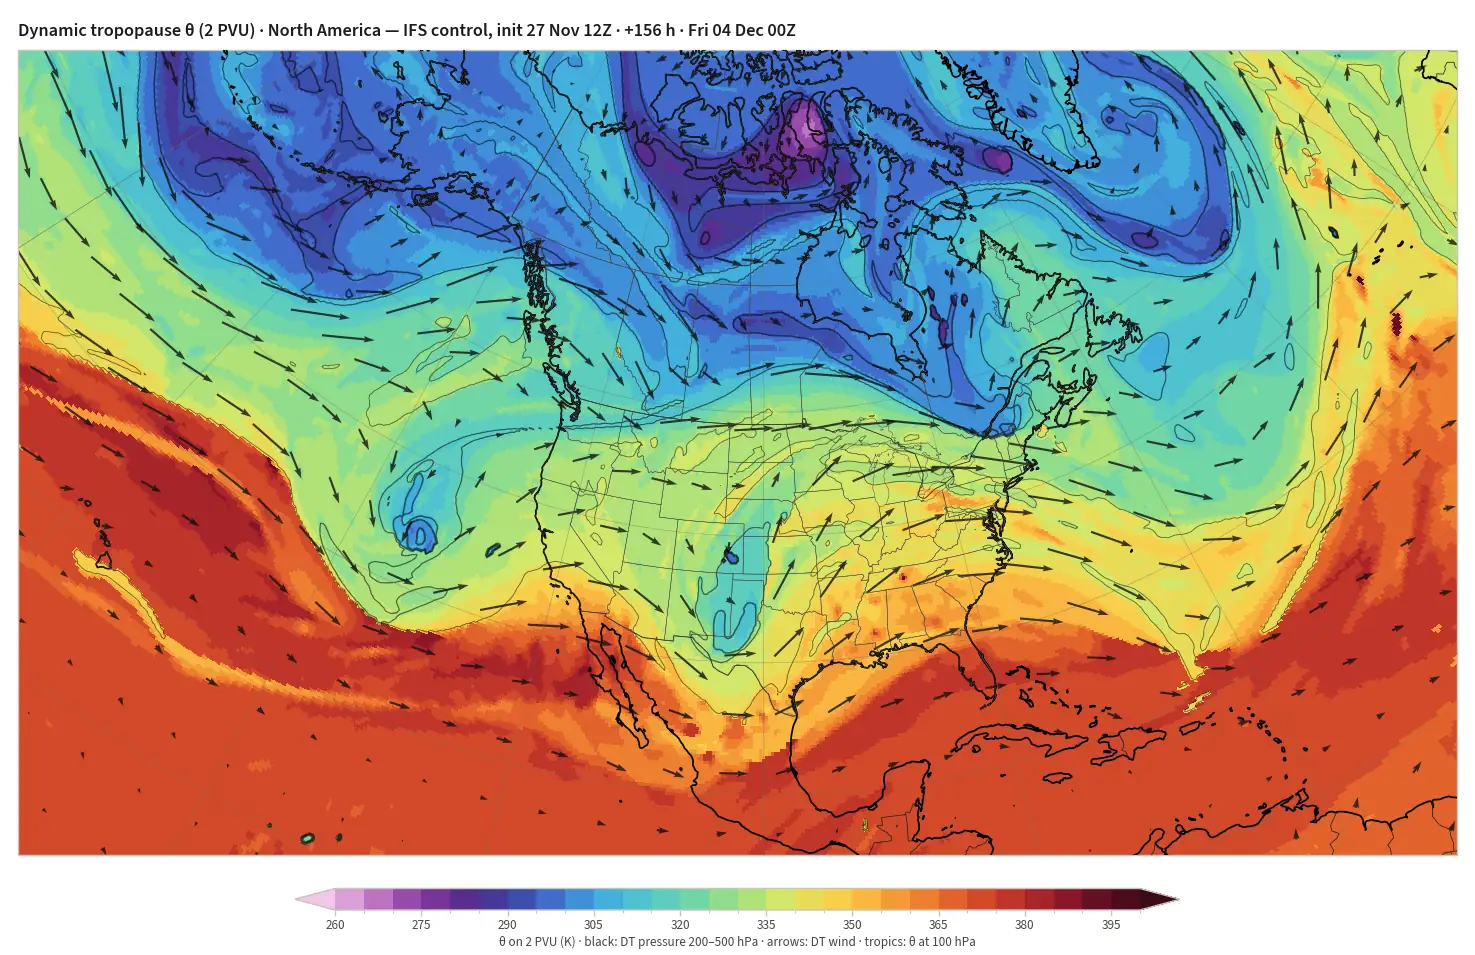 Dynamic tropopause θ (2 PVU) · North America — IFS control, init 27 Nov 12Z · +156 h · Fri 04 Dec 00Z
260 275 290 305 320 335 350 365 380 395
θ on 2 PVU (K) · black: DT pressure 200–500 hPa · arrows: DT wind · tropics: θ at 100 hPa